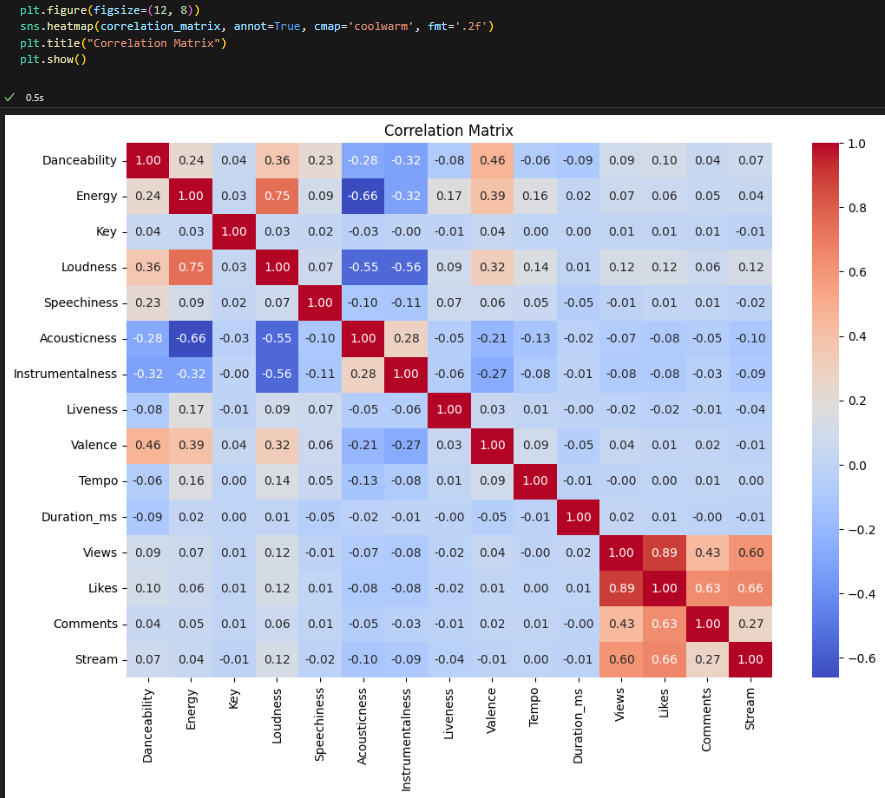 plt.figure(figsize=(12, 8))
sns.heatmap(correlation_matrix, annot=True, cmap='coolwarm', fmt='.2f')
plt.title("Correlation Matrix")
plt.show()
0.5s
Correlation Matrix
Danceability 1.00 0.24 0.04 0.36 0.23 -0.28 -0.32 -0.08 0.46 -0.06 -0.09 0.09 0.10 0.04 0.07
Energy 0.24 1.00 0.03 0.75 0.09 -0.66 -0.32 0.17 0.39 0.16 0.02 0.07 0.06 0.05 0.04
Key 0.04 0.03 1.00 0.03 0.02 -0.03 -0.00 -0.01 0.04 0.00 0.00 0.01 0.01 0.01 -0.01
Loudness 0.36 0.75 0.03 1.00 0.07 -0.55 -0.56 0.09 0.32 0.14 0.01 0.12 0.12 0.06 0.12
Speechiness 0.23 0.09 0.02 0.07 1.00 -0.10 -0.11 0.07 0.06 0.05 -0.05 -0.01 0.01 0.01 -0.02
Acousticness -0.28 -0.66 -0.03 -0.55 -0.10 1.00 0.28 -0.05 -0.21 -0.13 -0.02 -0.07 -0.08 -0.05 -0.10
Instrumentalness -0.32 -0.32 -0.00 -0.56 -0.11 0.28 1.00 -0.06 -0.27 -0.08 -0.01 -0.08 -0.08 -0.03 -0.09
Liveness -0.08 0.17 -0.01 0.09 0.07 -0.05 -0.06 1.00 0.03 0.01 -0.00 -0.02 -0.02 -0.01 -0.04
Valence 0.46 0.39 0.04 0.32 0.06 -0.21 -0.27 0.03 1.00 0.09 -0.05 0.04 0.01 0.02 -0.01
Tempo -0.06 0.16 0.00 0.14 0.05 -0.13 -0.08 0.01 0.09 1.00 -0.01 -0.00 0.00 0.01 0.00
Duration_ms -0.09 0.02 0.00 0.01 -0.05 -0.02 -0.01 -0.00 -0.05 -0.01 1.00 0.02 0.01 -0.00 -0.01
Views 0.09 0.07 0.01 0.12 -0.01 -0.07 -0.08 -0.02 0.04 -0.00 0.02 1.00 0.89 0.43 0.60
Likes 0.10 0.06 0.01 0.12 0.01 -0.08 -0.08 -0.02 0.01 0.00 0.01 0.89 1.00 0.63 0.66
Comments 0.04 0.05 0.01 0.06 0.01 -0.05 -0.03 -0.01 0.02 0.01 -0.00 0.43 0.63 1.00 0.27
Stream 0.07 0.04 -0.01 0.12 -0.02 -0.10 -0.09 -0.04 -0.01 0.00 -0.01 0.60 0.66 0.27 1.00
Danceability Energy Key Loudness Speechiness Acousticness Instrumentalness Liveness Valence Tempo Duration_ms Views Likes Comments Stream
1.0
0.8
0.6
0.4
0.2
0.0
−0.2
−0.4
−0.6